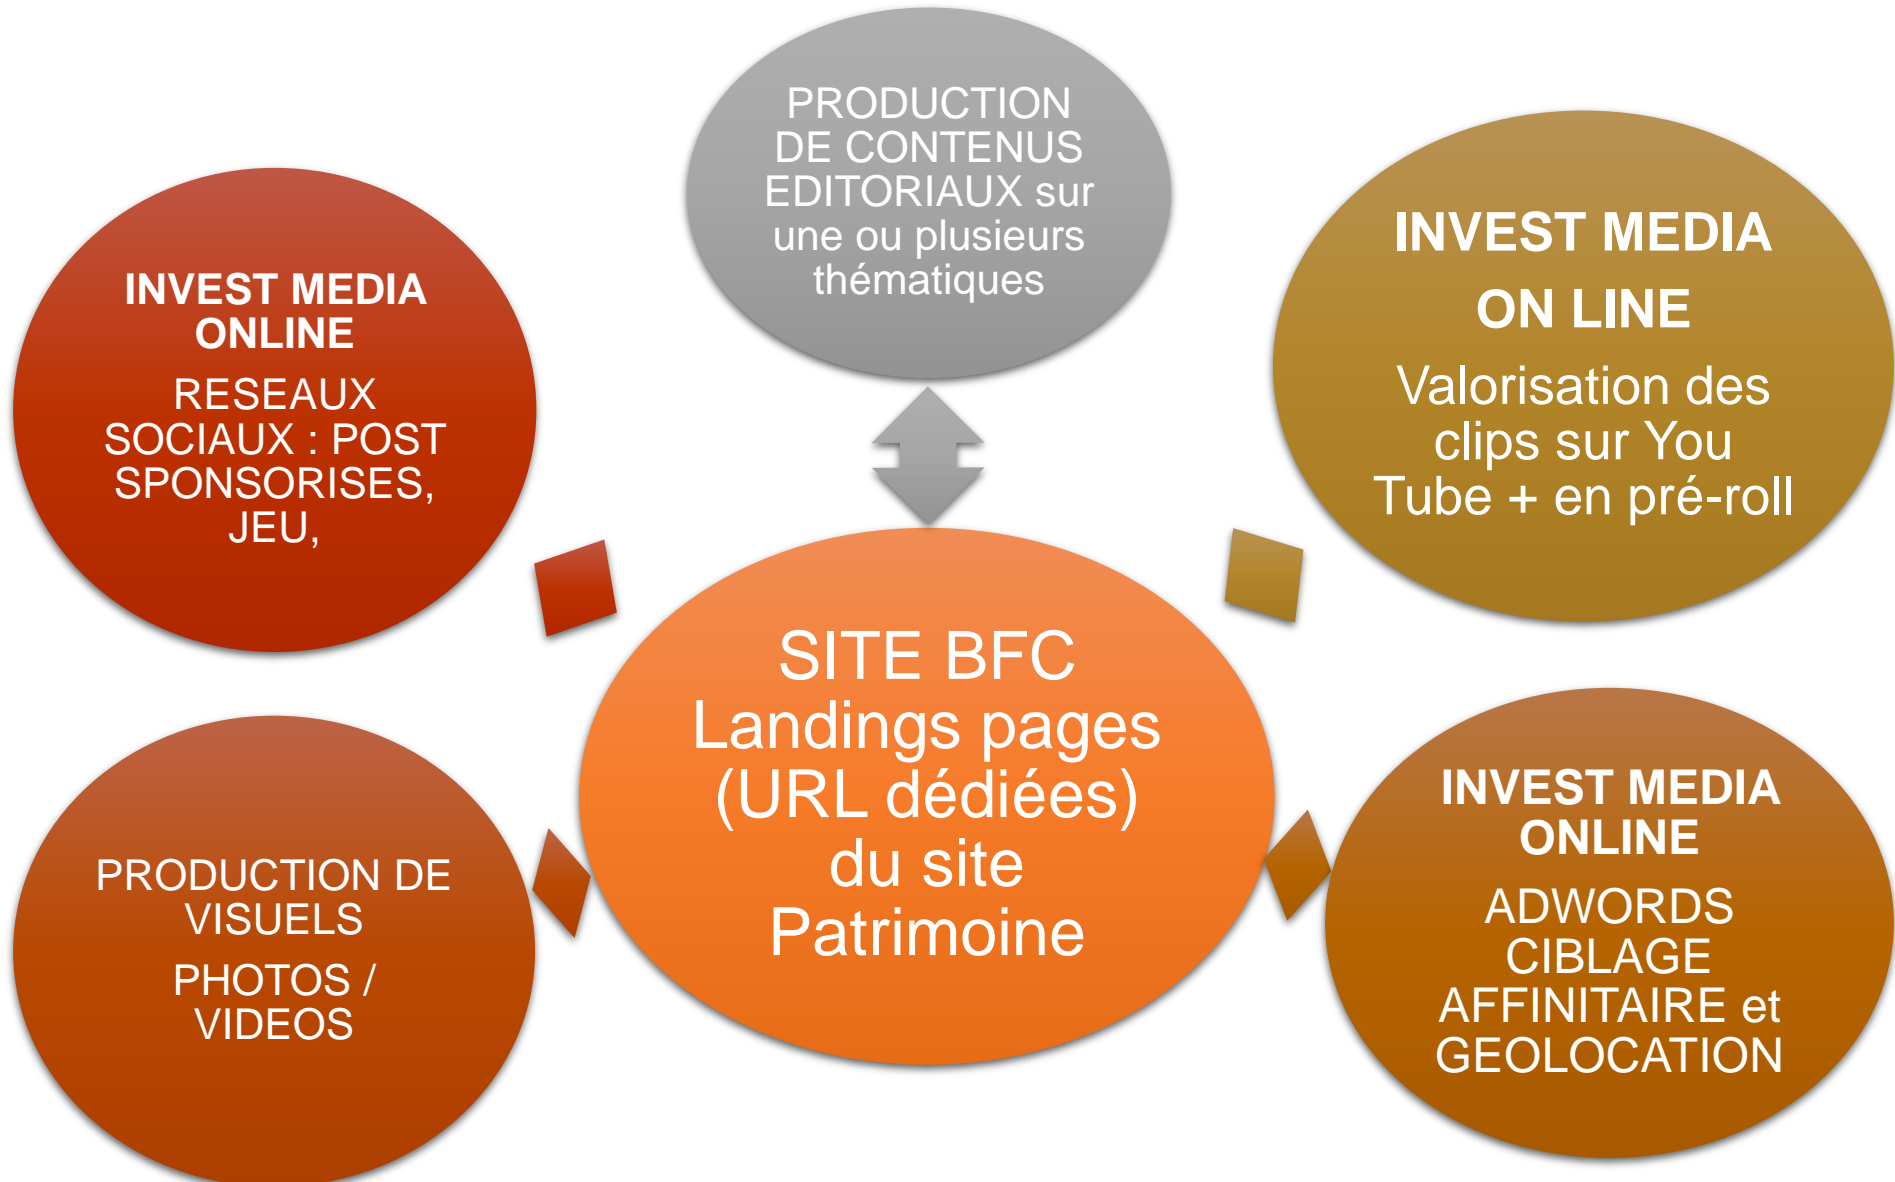 PRODUCTION
DE CONTENUS
EDITORIAUX sur
une ou plusieurs
thématiques
INVEST MEDIA
ONLINE
RESEAUX
SOCIAUX : POST
SPONSORISES,
JEU,
INVEST MEDIA
ON LINE
Valorisation des
clips sur You
Tube + en pré-roll
SITE BFC
Landings pages
(URL dédiées)
du site
Patrimoine
PRODUCTION DE
VISUELS
PHOTOS /
VIDEOS
INVEST MEDIA
ONLINE
ADWORDS
CIBLAGE
AFFINITAIRE et
GEOLOCATION